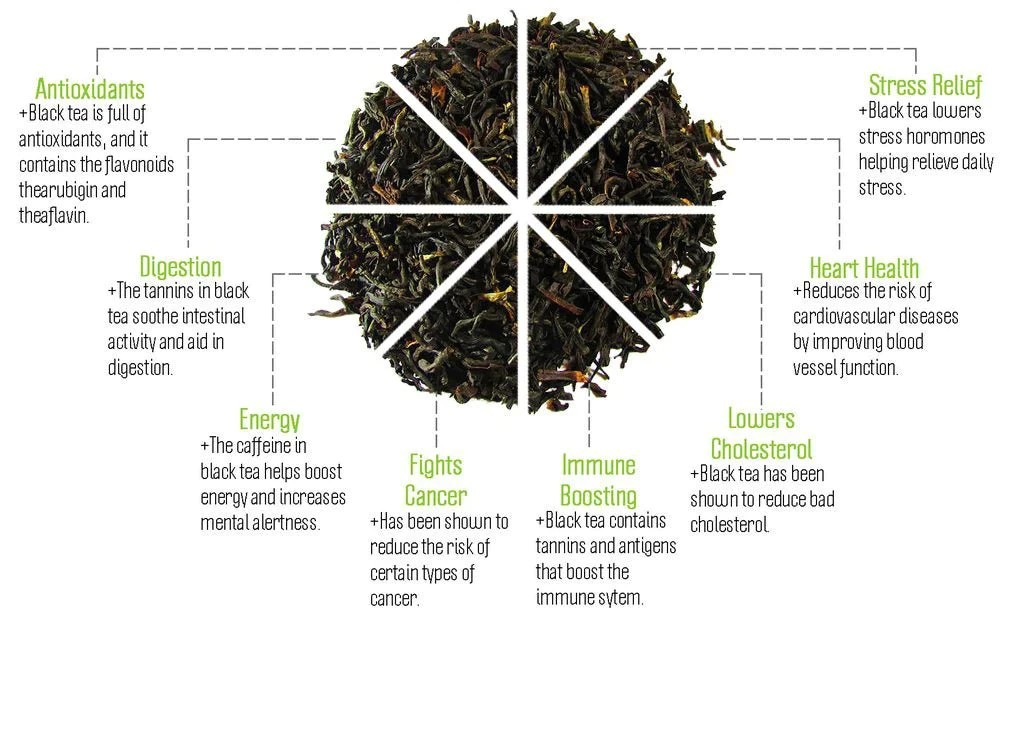 Antioxidants
+Black tea is full of
antioxidants, and it
contains the flavonoids
thearubigin and
theaflavin.
Digestion
+The tannins in black
tea soothe intestinal
activity and aid in
digestion.
Energy
+The caffeine in
black tea helps boost
energy and increases
mental alertness.
Fights
Cancer
+Has been shown to
reduce the risk of
certain types of
cancer.
Immune
Boosting
+Black tea contains
tannins and antigens
that boost the
immune sytem.
Lowers
Cholesterol
+Black tea has been
shown to reduce bad
cholesterol.
Heart Health
+Reduces the risk of
cardiovascular diseases
by improving blood
vessel function.
Stress Relief
+Black tea lowers
stress horomones
helping relieve daily
stress.